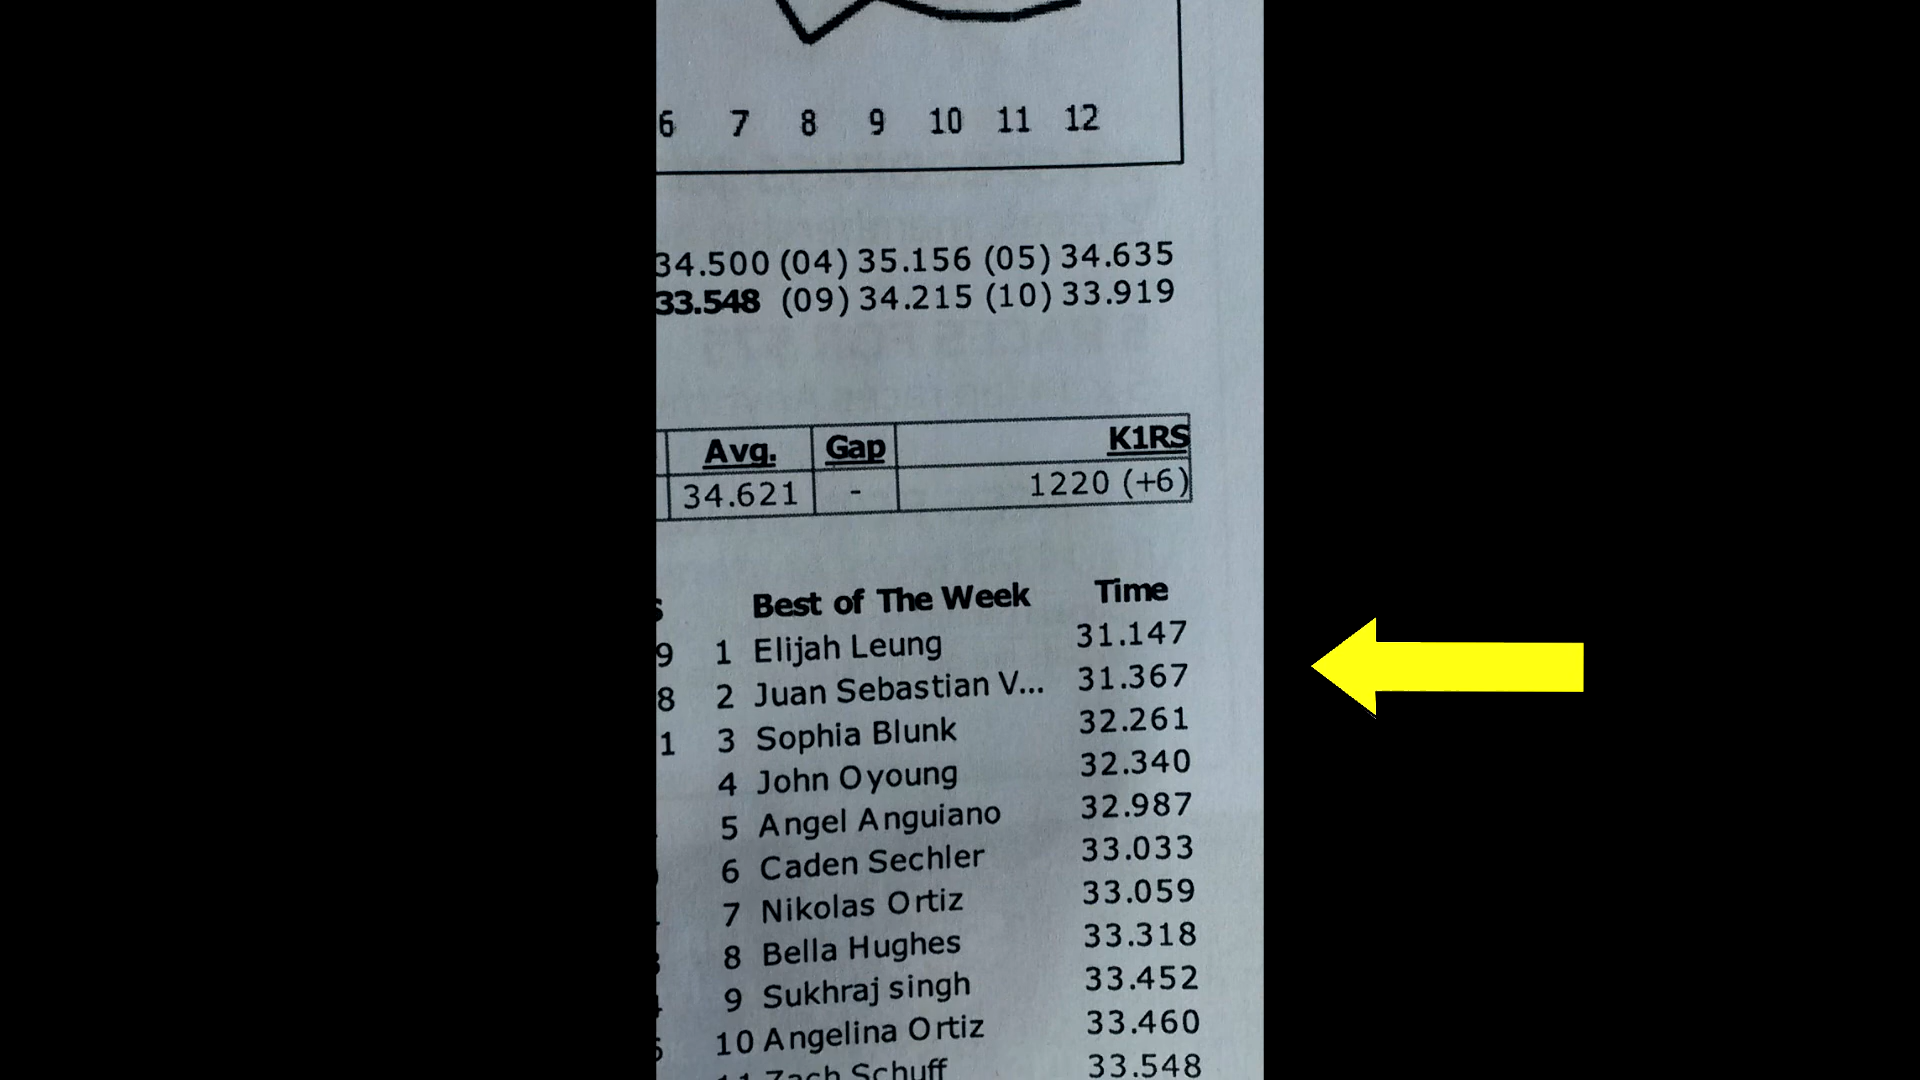 6 7 8 9 10 11 12
34.500 (04) 35.156 (05) 34.635
33.548 (09) 34.215 (10) 33.919
Avg. Gap K1RS
34.621 - 1220 (+6)
Best of The Week Time
9 1 Elijah Leung 31.147
8 2 Juan Sebastian V... 31.367
1 3 Sophia Blunk 32.261
4 John Oyoung 32.340
5 Angel Anguiano 32.987
6 Caden Sechler 33.033
7 Nikolas Ortiz 33.059
8 Bella Hughes 33.318
9 Sukhraj singh 33.452
10 Angelina Ortiz 33.460
11 Zach Schuff 33.548